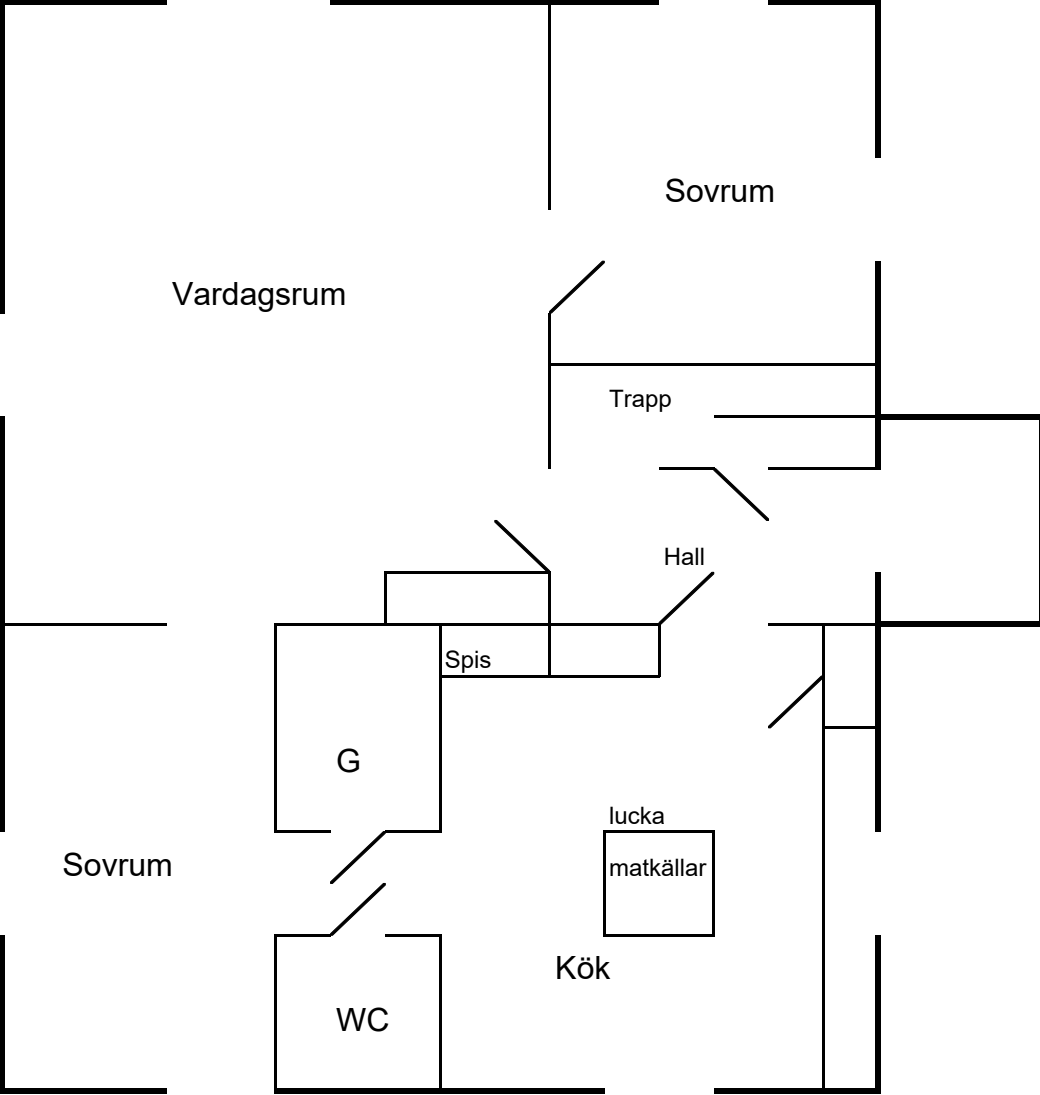 Sovrum
Vardagsrum
Trapp
Hall
Spis
G
lucka
matkällar
Sovrum
Kök
WC